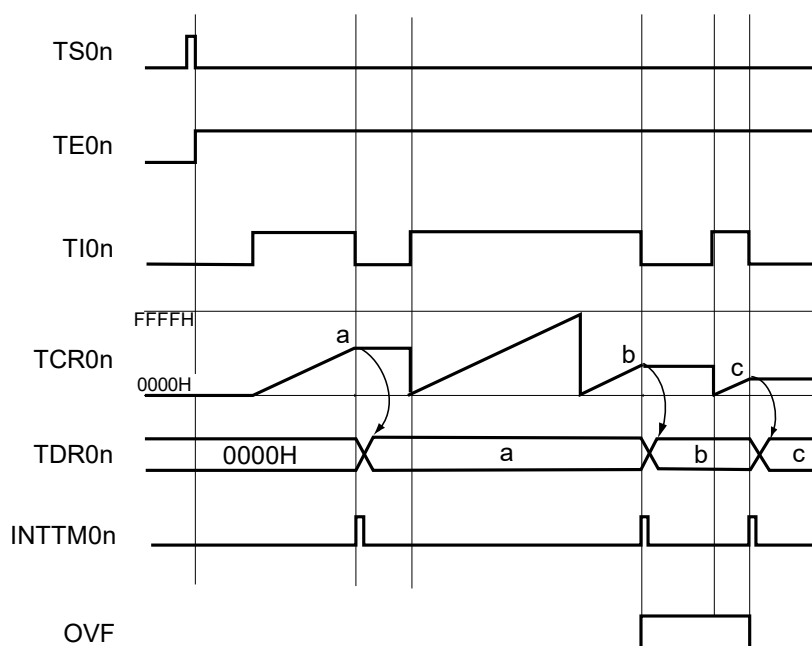 TS0n
TE0n
TI0n
FFFFH
a
b
c
TCR0n
0000H
TDR0n
0000H
a
b
c
INTTM0n
OVF